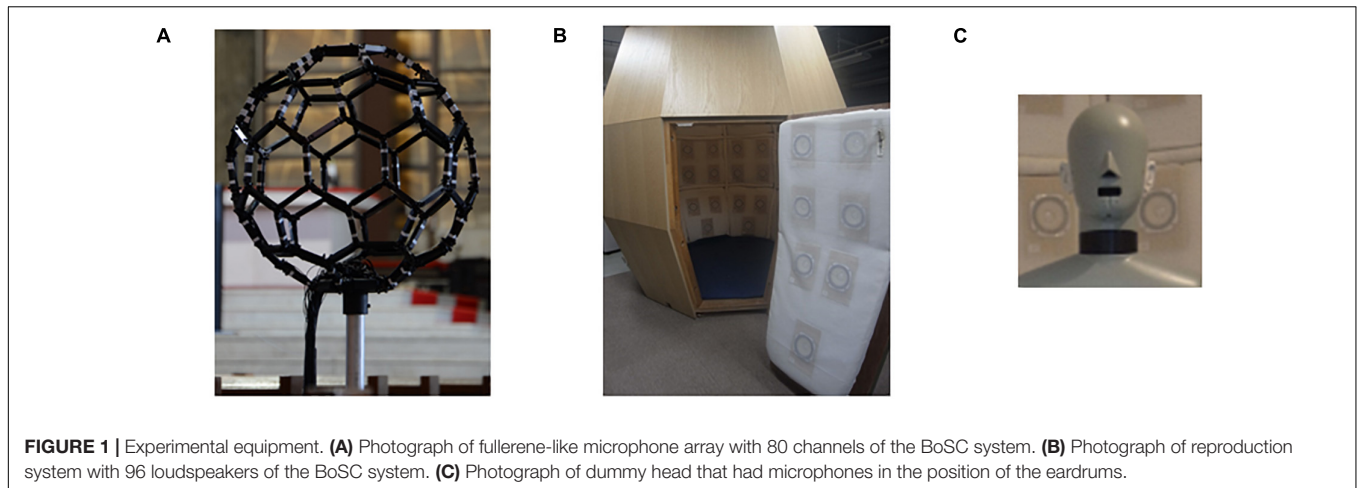 A B C
FIGURE 1 | Experimental equipment. (A) Photograph of fullerene-like microphone array with 80 channels of the BoSC system. (B) Photograph of reproduction
system with 96 loudspeakers of the BoSC system. (C) Photograph of dummy head that had microphones in the position of the eardrums.